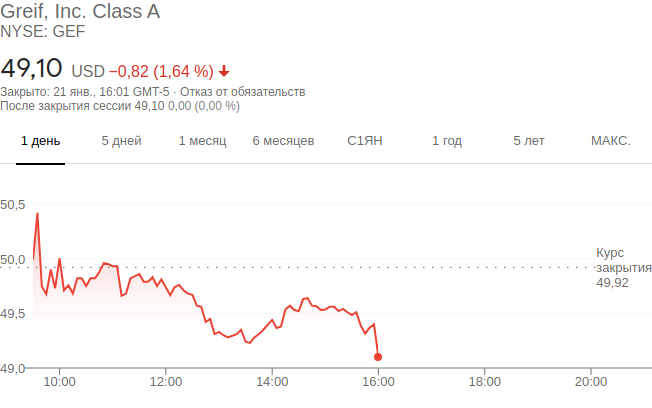 Greif, Inc. Class A
NYSE: GEF
49,10 USD −0,82 (1,64 %)
Закрыто: 21 янв., 16:01 GMT-5 · Отказ от обязательств
После закрытия сессии 49,10 0,00 (0,00 %)
1 день 5 дней 1 месяц 6 месяцев С1ЯН 1 год 5 лет МАКС.
50,5
Курс
50,0
закрытия
49,92
49,5
49,0
10:00 12:00 14:00 16:00 18:00 20:00